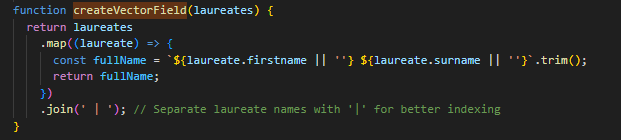 function createVectorField(laureates) {
  return laureates
    .map((laureate) => {
      const fullName = `${laureate.firstname || ''} ${laureate.surname || ''}`.trim();
      return fullName;
    })
    .join(' | '); // Separate laureate names with '|' for better indexing
}